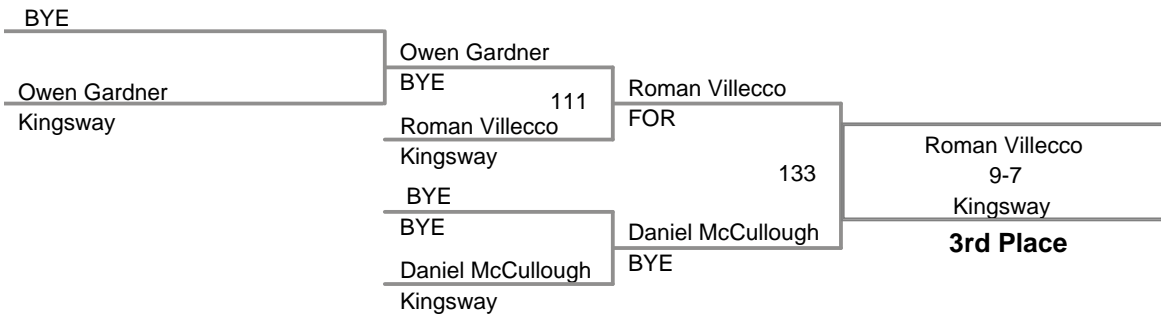 BYE
Owen Gardner
Kingsway
Owen Gardner
BYE
111
Roman Villecco
Kingsway
BYE
BYE
Daniel McCullough
Kingsway
Roman Villecco
FOR
133
Daniel McCullough
BYE
Roman Villecco
9-7
Kingsway
3rd Place